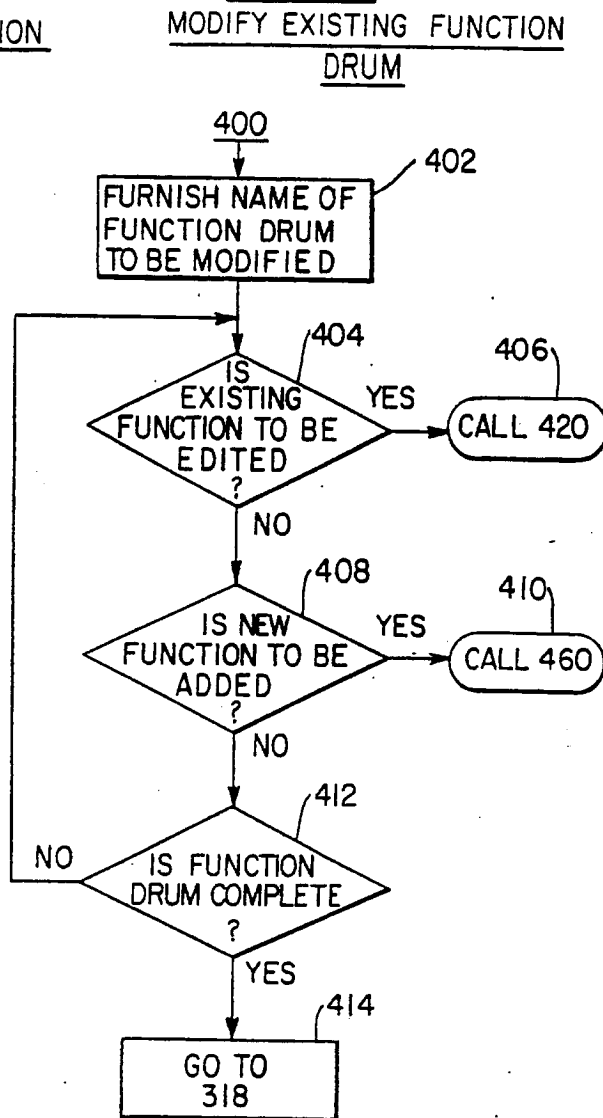 ION
MODIFY EXISTING FUNCTION
DRUM
400
402
FURNISH NAME OF
FUNCTION DRUM
TO BE MODIFIED
404
IS
EXISTING
FUNCTION TO BE
EDITED
?
YES
406
CALL 420
NO
408
IS NEW
FUNCTION TO BE
ADDED
?
YES
410
CALL 460
NO
412
IS FUNCTION
DRUM COMPLETE
?
NO
YES
414
GO TO
318